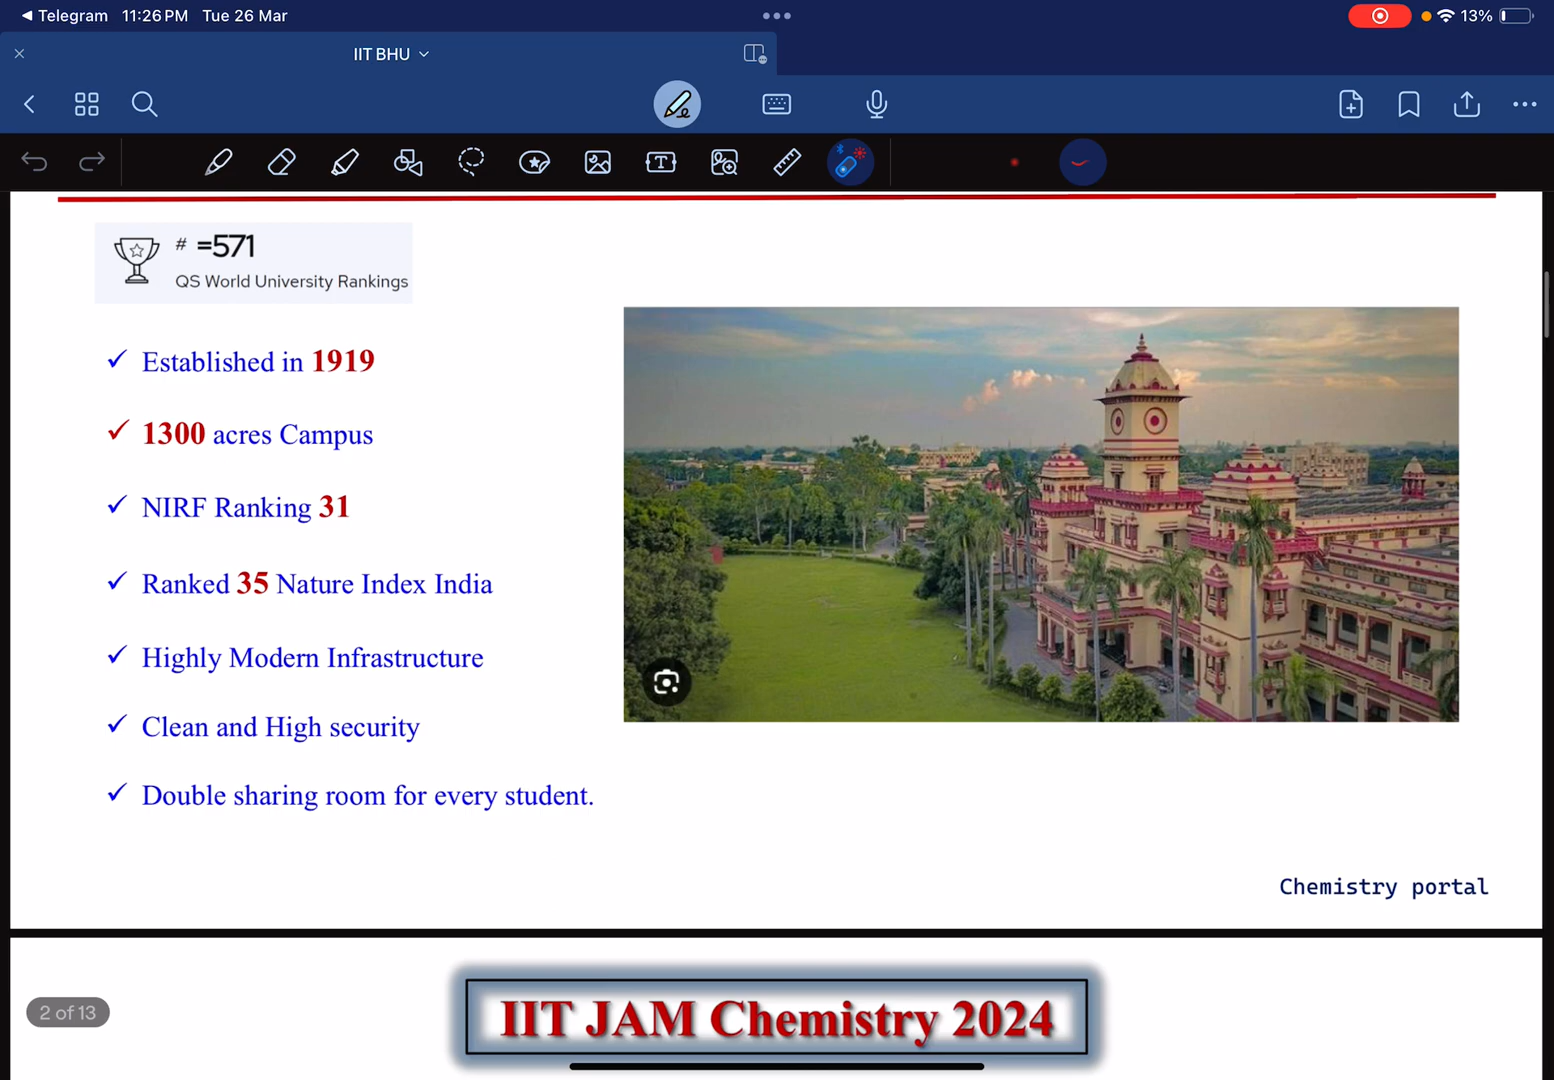 Telegram 11:26 PM Tue 26 Mar
13%
IIT BHU
T
# =571
QS World University Rankings
✓ Established in 1919
✓ 1300 acres Campus
✓ NIRF Ranking 31
✓ Ranked 35 Nature Index India
✓ Highly Modern Infrastructure
✓ Clean and High security
✓ Double sharing room for every student.
Chemistry portal
2 of 13
IIT JAM Chemistry 2024